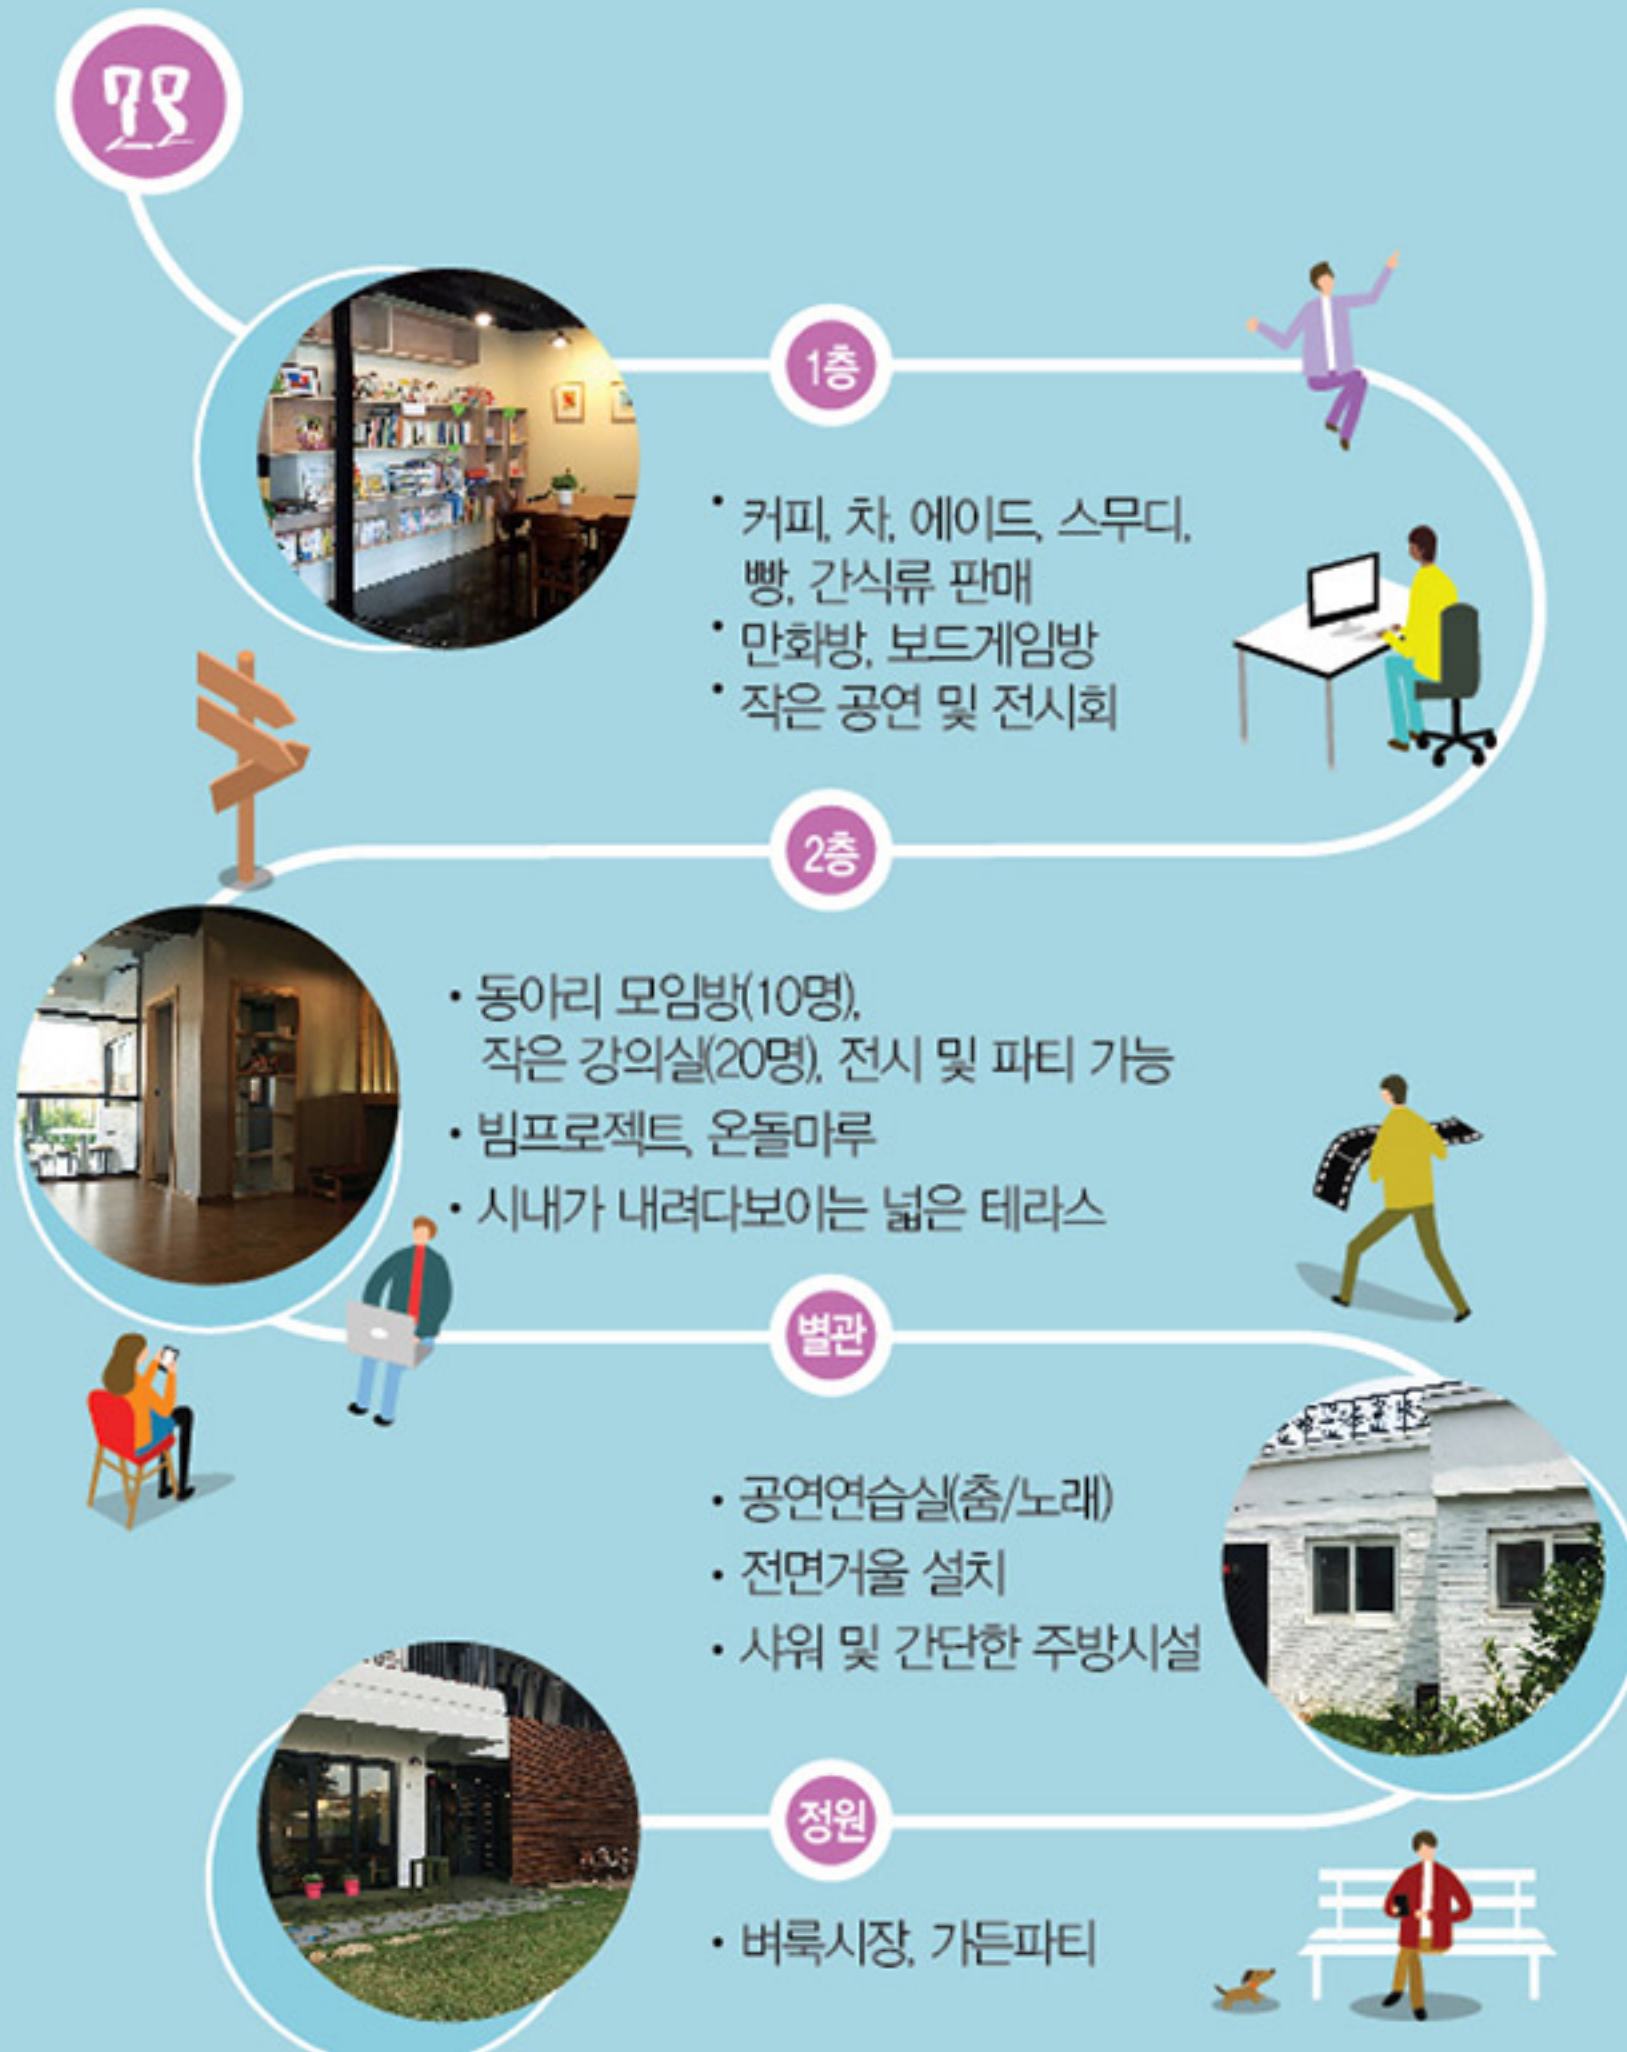 1층
• 커피, 차, 에이드, 스무디,
빵, 간식류 판매
• 만화방, 보드게임방
• 작은 공연 및 전시회
2층
• 동아리 모임방(10명),
작은 강의실(20명), 전시 및 파티 가능
• 빔프로젝트, 온돌마루
• 시내가 내려다보이는 넓은 테라스
별관
• 공연연습실(춤/노래)
• 전면거울 설치
• 샤워 및 간단한 주방시설
정원
• 벼룩시장, 가든파티